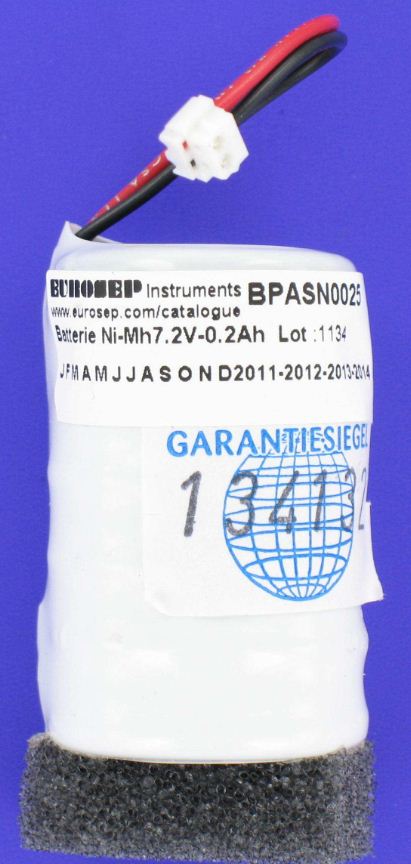 EUROSEP Instruments BPASN0025
www.eurosep.com/catalogue
Batterie Ni-Mh7.2V-0.2Ah Lot :1134
JFMAMJJASOND2011-2012-2013-2014
GARANTIESIEGEL
134132